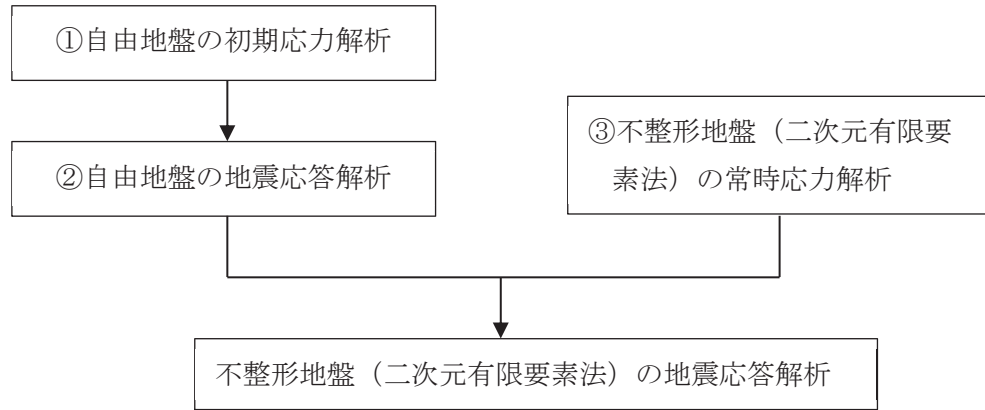 ①自由地盤の初期応力解析
②自由地盤の地震応答解析
③不整形地盤（二次元有限要
素法）の常時応力解析
不整形地盤（二次元有限要素法）の地震応答解析